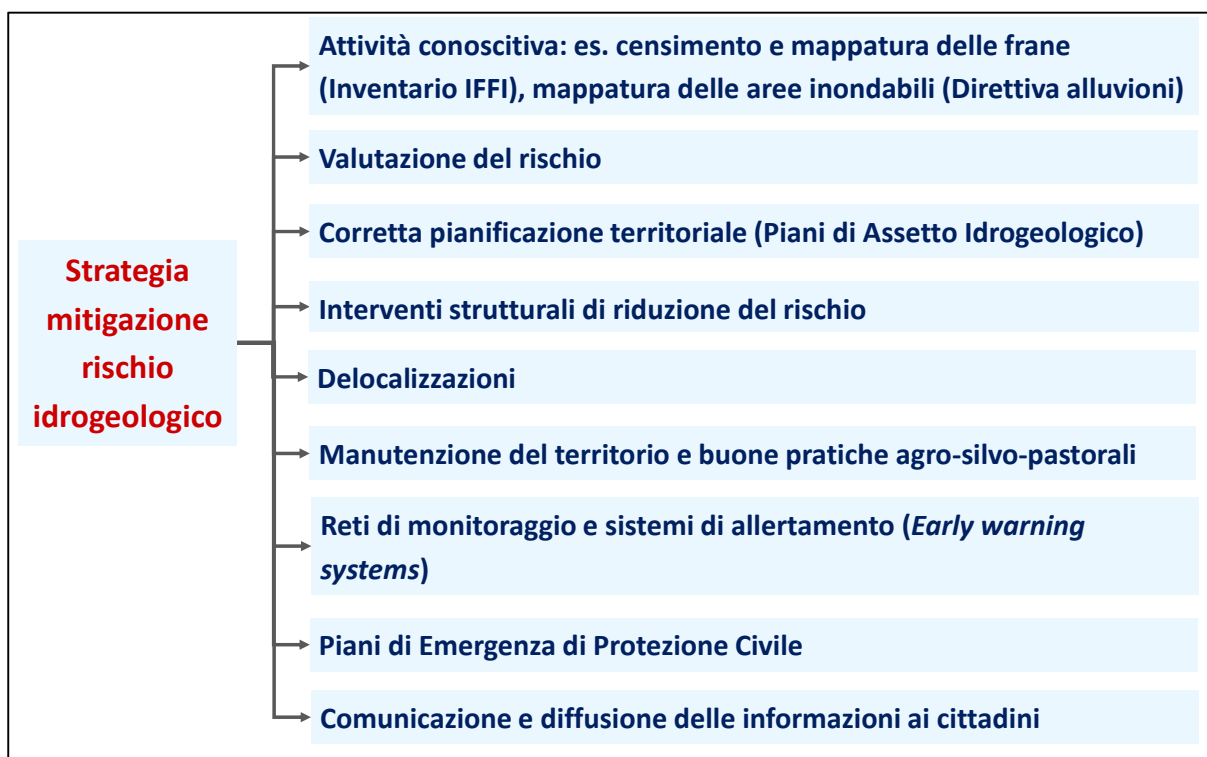 Strategia
mitigazione
rischio
idrogeologico
Attività conoscitiva: es. censimento e mappatura delle frane
(Inventario IFFI), mappatura delle aree inondabili (Direttiva alluvioni)
Valutazione del rischio
Corretta pianificazione territoriale (Piani di Assetto Idrogeologico)
Interventi strutturali di riduzione del rischio
Delocalizzazioni
Manutenzione del territorio e buone pratiche agro-silvo-pastorali
Reti di monitoraggio e sistemi di allertamento (Early warning
systems)
Piani di Emergenza di Protezione Civile
Comunicazione e diffusione delle informazioni ai cittadini